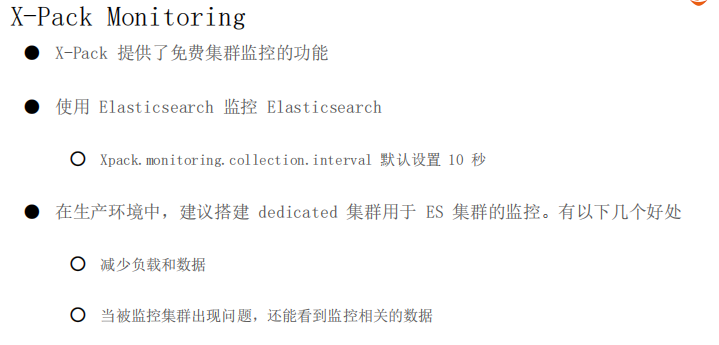 X-Pack Monitoring
X-Pack 提供了免费集群监控的功能
使用 Elasticsearch 监控 Elasticsearch
Xpack.monitoring.collection.interval 默认设置 10 秒
在生产环境中，建议搭建 dedicated 集群用于 ES 集群的监控。有以下几个好处
减少负载和数据
当被监控集群出现问题，还能看到监控相关的数据